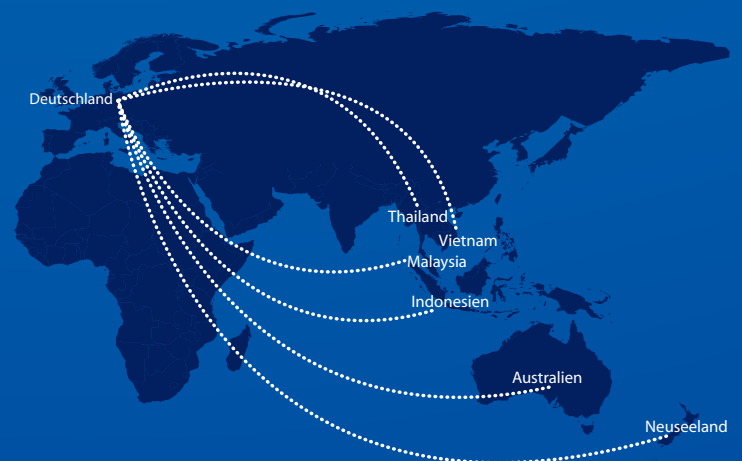 Deutschland
Thailand
Vietnam
Malaysia
Indonesien
Australien
Neuseeland